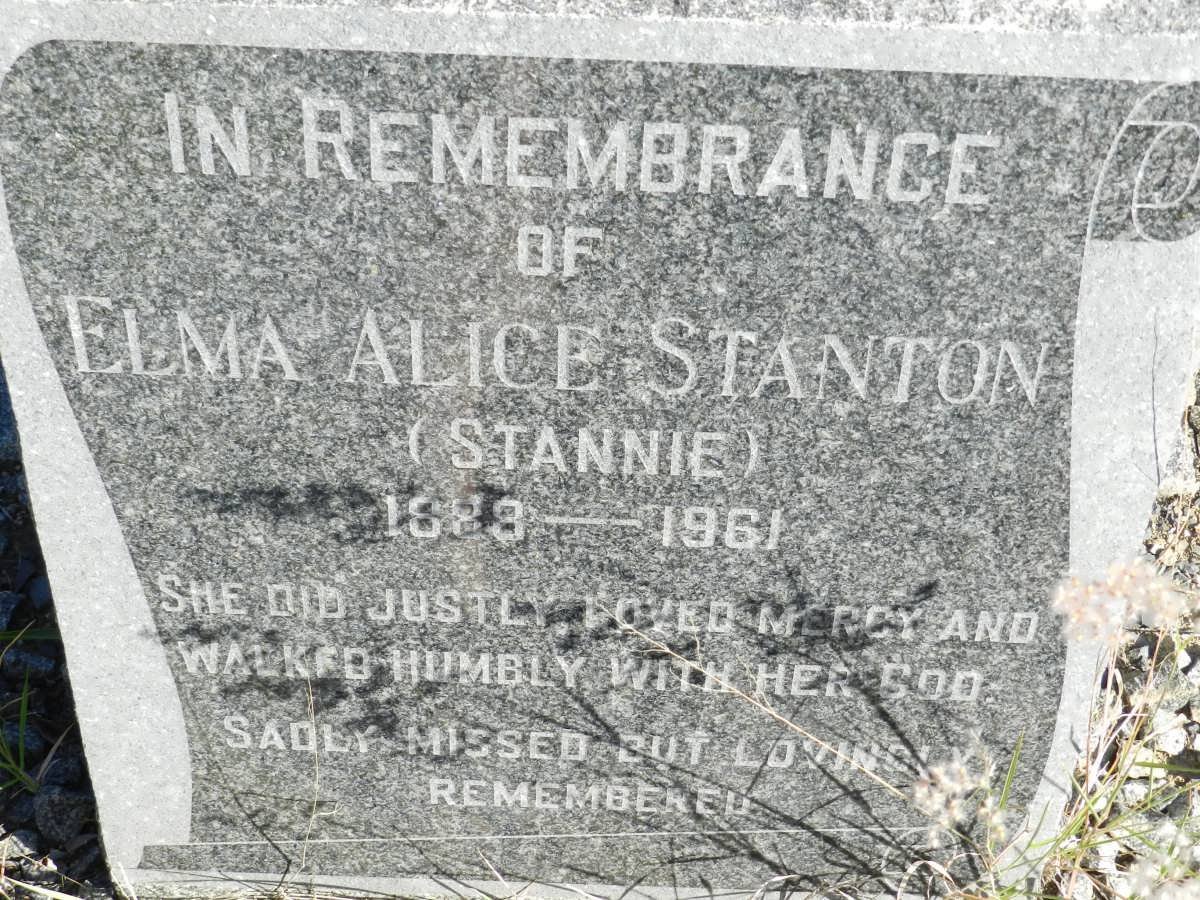 IN REMEMBRANCE
OF
ELMA ALICE STANTON
(STANNIE)
1883 — 1961
SHE DID JUSTLY LOVED MERCY AND
WALKED HUMBLY WITH HER GOD.
SADLY MISSED BUT LOVINGLY
REMEMBERED